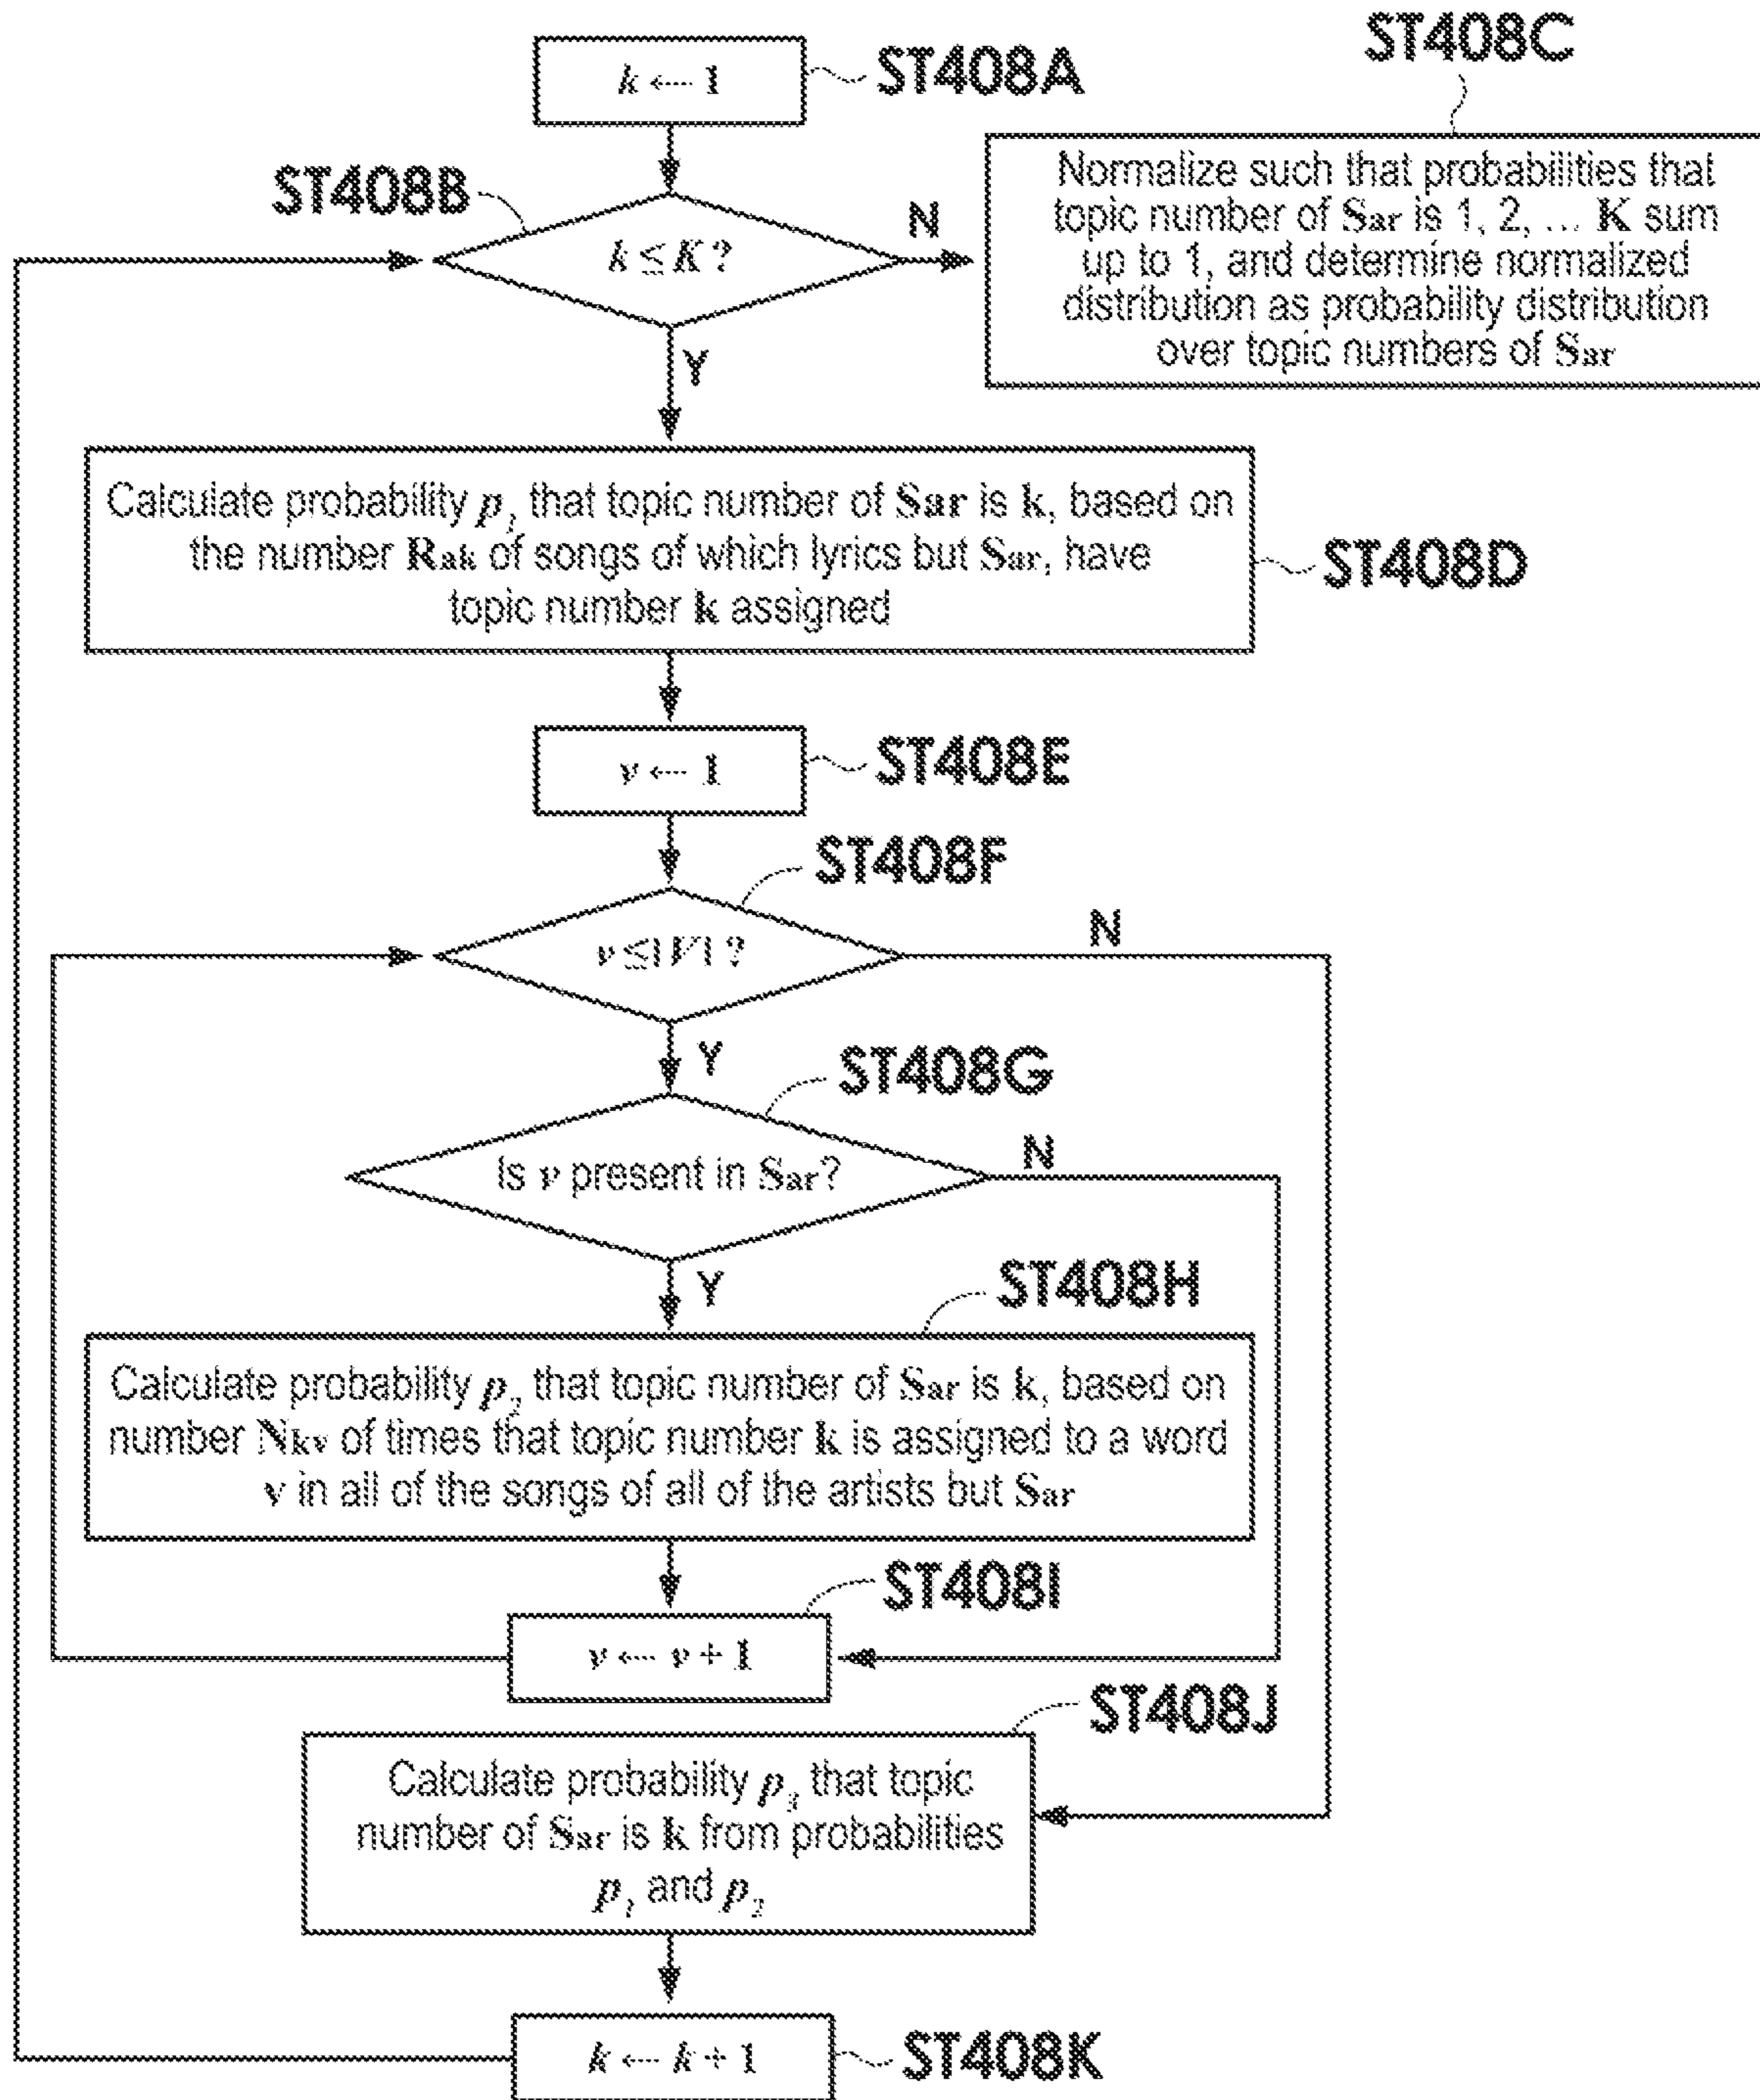 k ← 1
ST408A
ST408C
Normalize such that probabilities that
topic number of Sar is 1, 2, ... K sum
up to 1, and determine normalized
distribution as probability distribution
over topic numbers of Sar
ST408B
k ≦ K ?
N
Y
Calculate probability p₁ that topic number of Sar is k, based on
the number Rak of songs of which lyrics but Sar, have
topic number k assigned
ST408D
v ← 1
ST408E
ST408F
v ≦|V| ?
N
Y
ST408G
Is v present in Sar?
N
Y
ST408H
Calculate probability p₂ that topic number of Sar is k, based on
number Nkv of times that topic number k is assigned to a word
v in all of the songs of all of the artists but Sar
ST408I
v ← v + 1
ST408J
Calculate probability p₃ that topic
number of Sar is k from probabilities
p₁ and p₂
k ← k + 1
ST408K